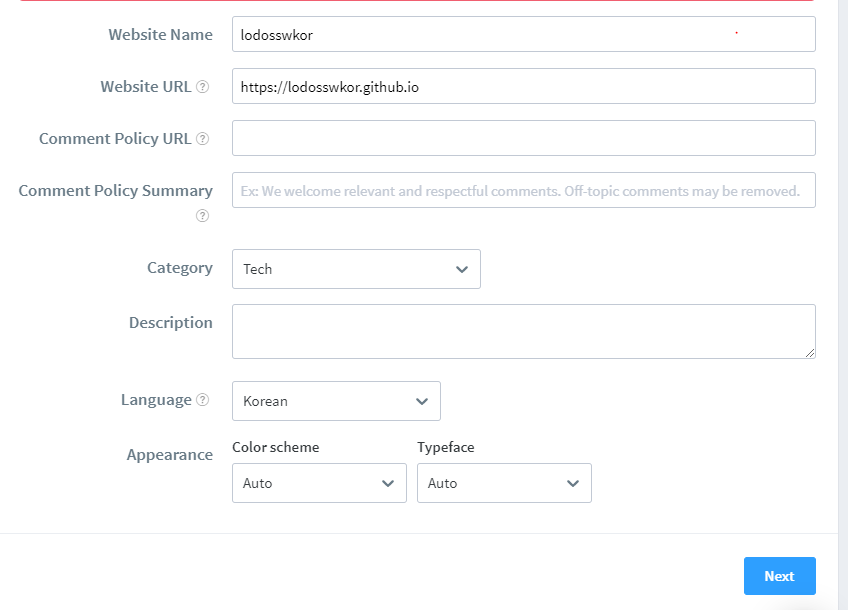 Website Name lodosswkor
Website URL ? https://lodosswkor.github.io
Comment Policy URL ?
Comment Policy Summary Ex: We welcome relevant and respectful comments. Off-topic comments may be removed.
?
Category Tech
Description
Language ? Korean
Appearance Color scheme Typeface
Auto Auto
Next